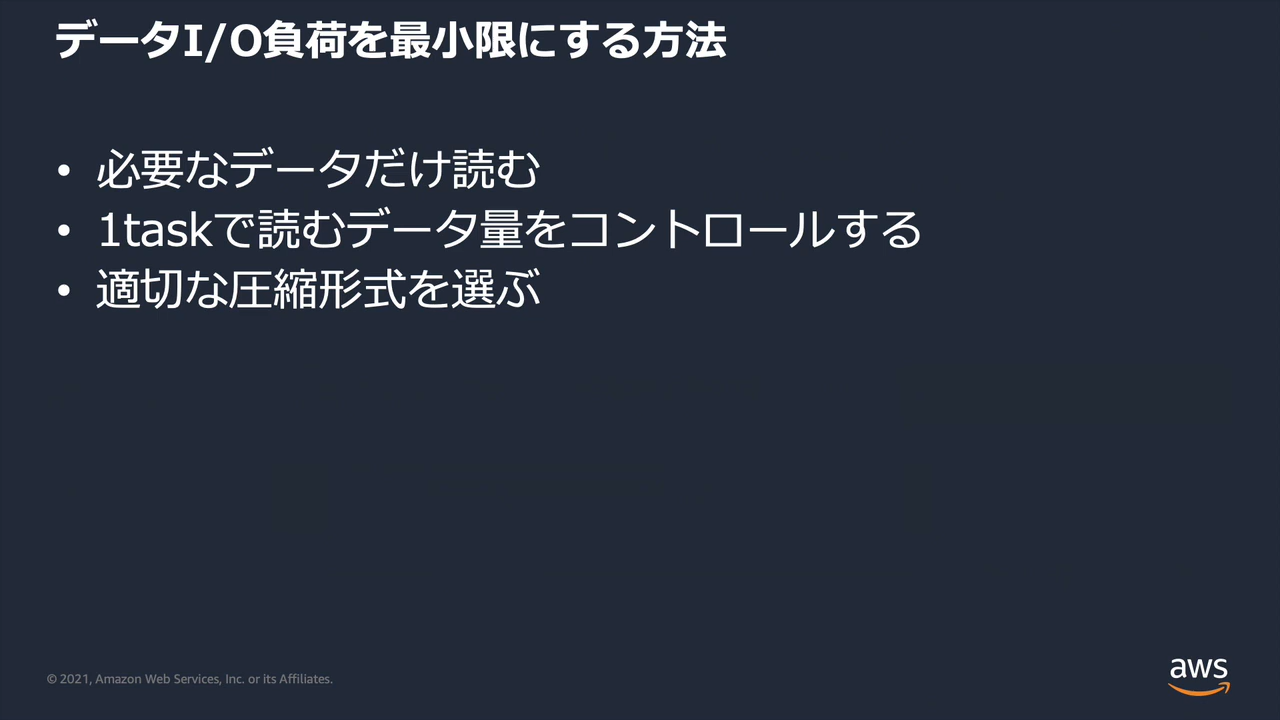 データI/O負荷を最小限にする方法
• 必要なデータだけ読む
• 1taskで読むデータ量をコントロールする
• 適切な圧縮形式を選ぶ
© 2021, Amazon Web Services, Inc. or its Affiliates.
aws